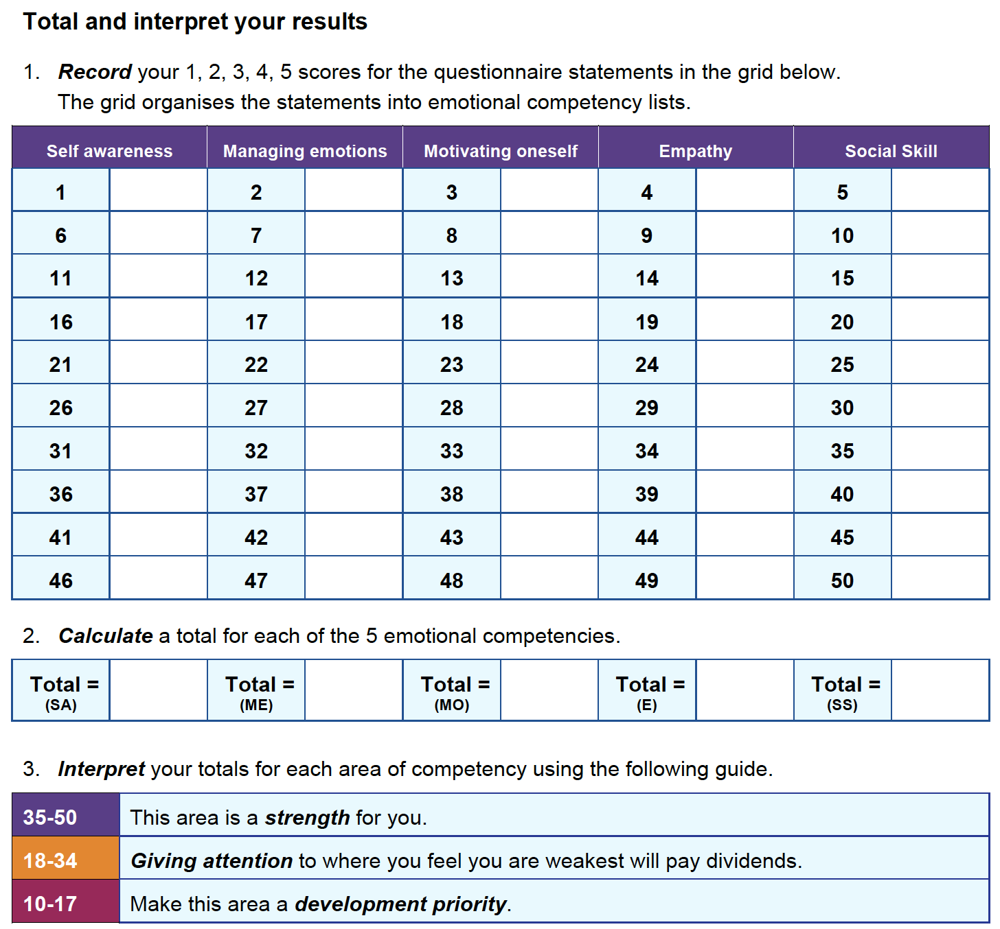 Total and interpret your results
1. Record your 1, 2, 3, 4, 5 scores for the questionnaire statements in the grid below.
The grid organises the statements into emotional competency lists.
Self awareness Managing emotions Motivating oneself Empathy Social Skill
1 2 3 4 5
6 7 8 9 10
11 12 13 14 15
16 17 18 19 20
21 22 23 24 25
26 27 28 29 30
31 32 33 34 35
36 37 38 39 40
41 42 43 44 45
46 47 48 49 50
2. Calculate a total for each of the 5 emotional competencies.
Total = Total = Total = Total = Total =
(SA) (ME) (MO) (E) (SS)
3. Interpret your totals for each area of competency using the following guide.
35-50 This area is a strength for you.
18-34 Giving attention to where you feel you are weakest will pay dividends.
10-17 Make this area a development priority.